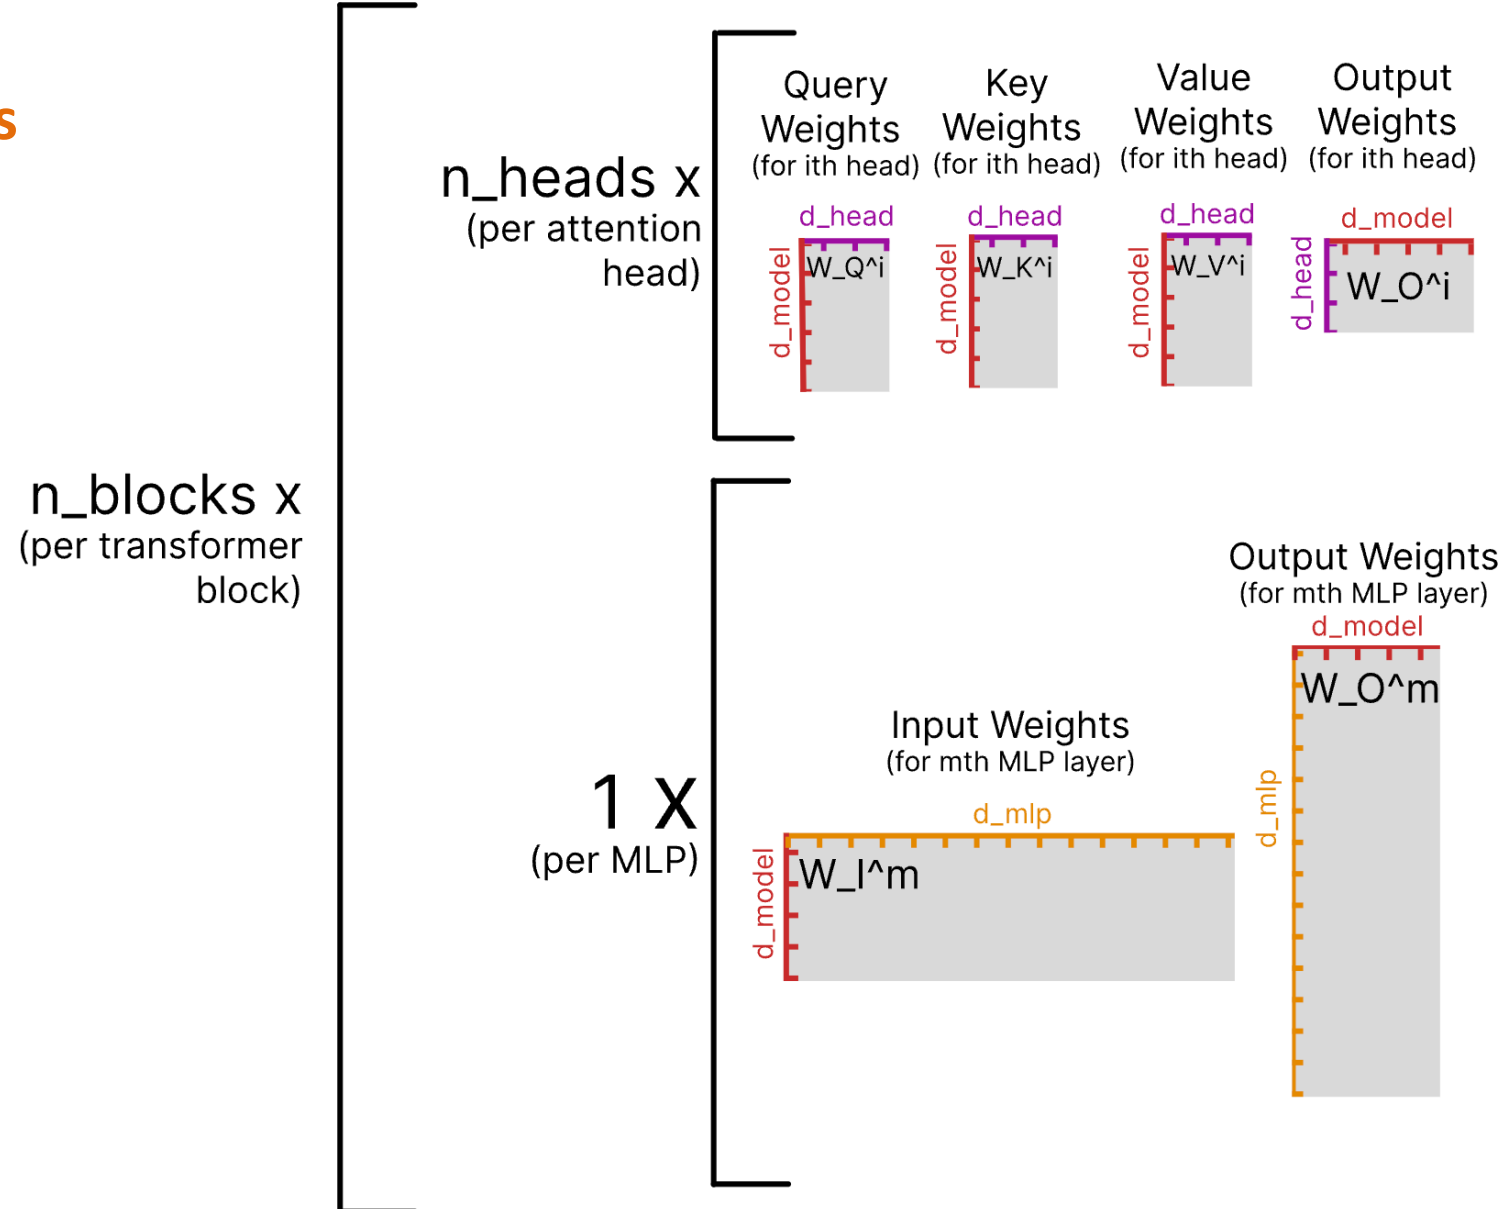 s
n_blocks x
(per transformer
block)
n_heads x
(per attention
head)
Query
Weights
(for ith head)
d_head
d_model
W_Q^i
Key
Weights
(for ith head)
d_head
d_model
W_K^i
Value
Weights
(for ith head)
d_head
d_model
W_V^i
Output
Weights
(for ith head)
d_model
d_head
W_O^i
1 X
(per MLP)
Input Weights
(for mth MLP layer)
d_mlp
d_model
W_I^m
Output Weights
(for mth MLP layer)
d_model
d_mlp
W_O^m